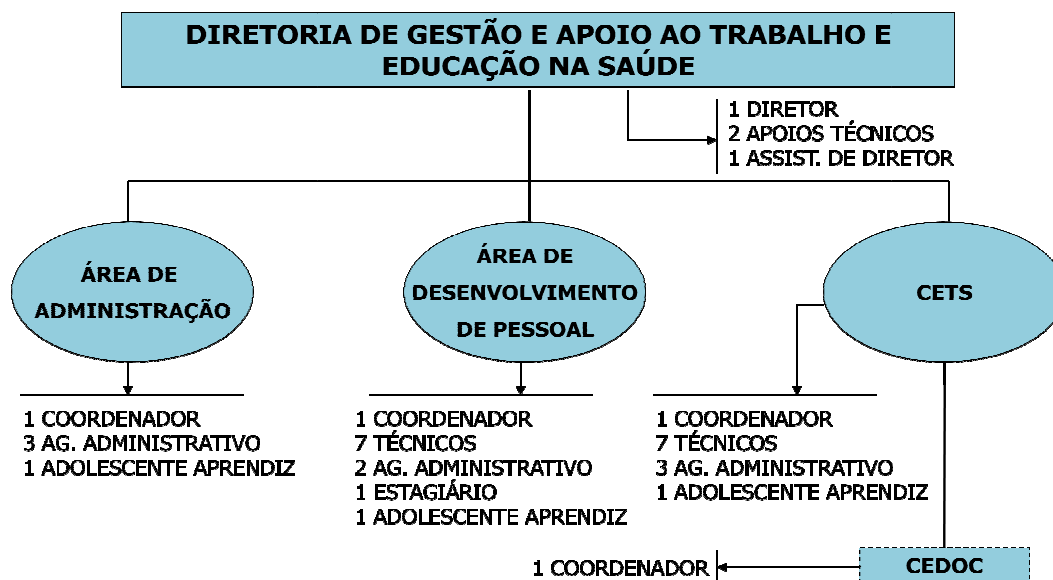 DIRETORIA DE GESTÃO E APOIO AO TRABALHO E
EDUCAÇÃO NA SAÚDE
1 DIRETOR
2 APOIOS TÉCNICOS
1 ASSIST. DE DIRETOR
ÁREA DE
ADMINISTRAÇÃO
ÁREA DE
DESENVOLVIMENTO
DE PESSOAL
CETS
1 COORDENADOR
3 AG. ADMINISTRATIVO
1 ADOLESCENTE APRENDIZ
1 COORDENADOR
7 TÉCNICOS
2 AG. ADMINISTRATIVO
1 ESTAGIÁRIO
1 ADOLESCENTE APRENDIZ
1 COORDENADOR
7 TÉCNICOS
3 AG. ADMINISTRATIVO
1 ADOLESCENTE APRENDIZ
1 COORDENADOR
CEDOC